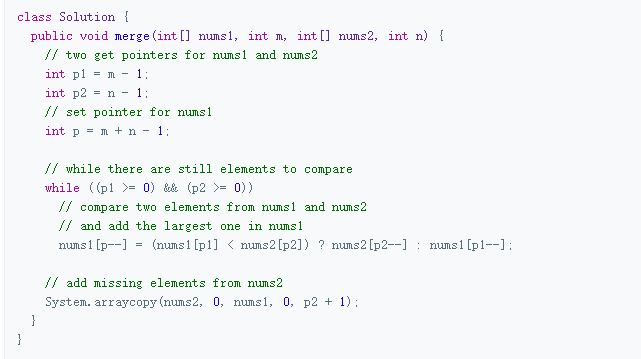 class Solution {
  public void merge(int[] nums1, int m, int[] nums2, int n) {
    // two get pointers for nums1 and nums2
    int p1 = m - 1;
    int p2 = n - 1;
    // set pointer for nums1
    int p = m + n - 1;

    // while there are still elements to compare
    while ((p1 >= 0) && (p2 >= 0))
      // compare two elements from nums1 and nums2
      // and add the largest one in nums1
      nums1[p--] = (nums1[p1] < nums2[p2]) ? nums2[p2--] : nums1[p1--];

    // add missing elements from nums2
    System.arraycopy(nums2, 0, nums1, 0, p2 + 1);
  }
}